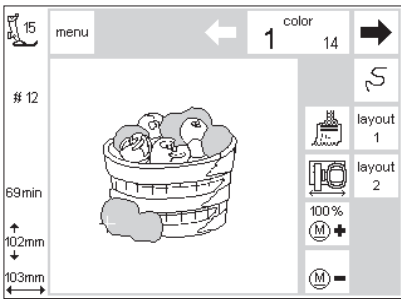 15
menu
color
1 14
# 12
layout
1
layout
2
69min
100%
M +
102mm
M -
103mm